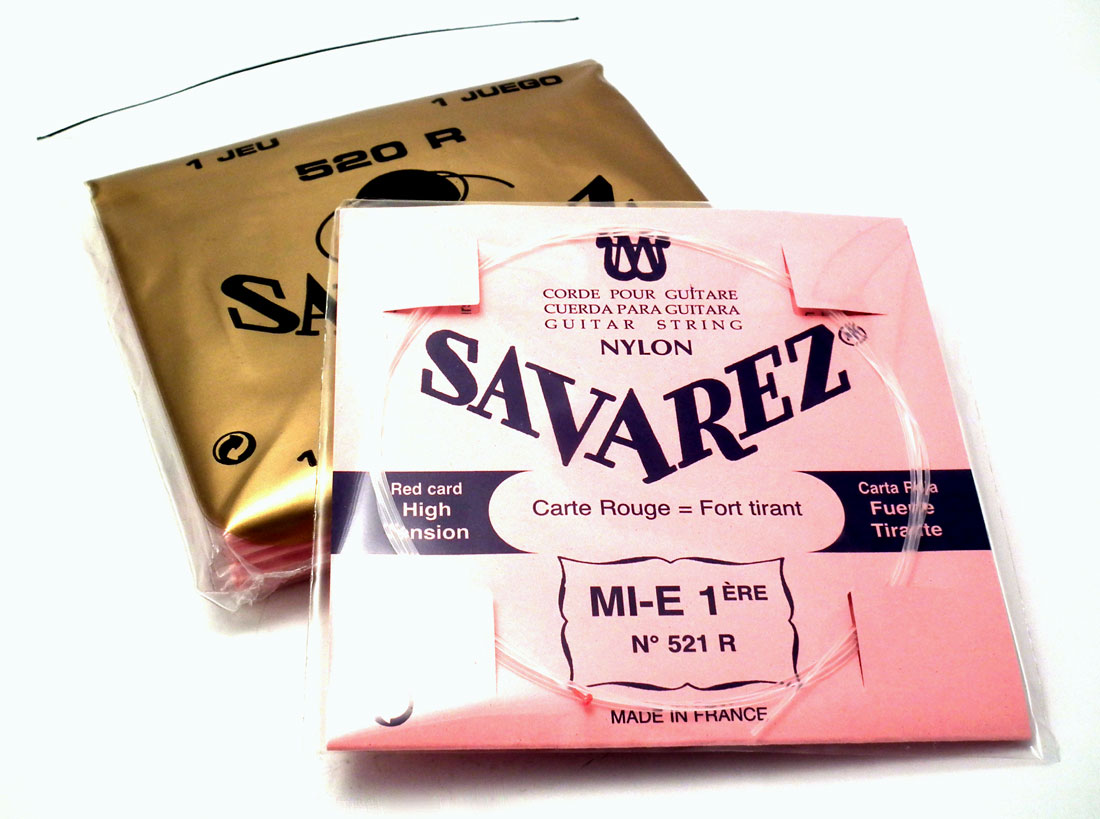 1 JEU
1 JUEGO
520 R
CORDE POUR GUITARE
CUERDA PARA GUITARA
GUITAR STRING
NYLON
SAVAREZ
Red card
High
Carte Rouge = Fort tirant
Carta
MI-E 1ÈRE
N° 521 R
MADE IN FRANCE